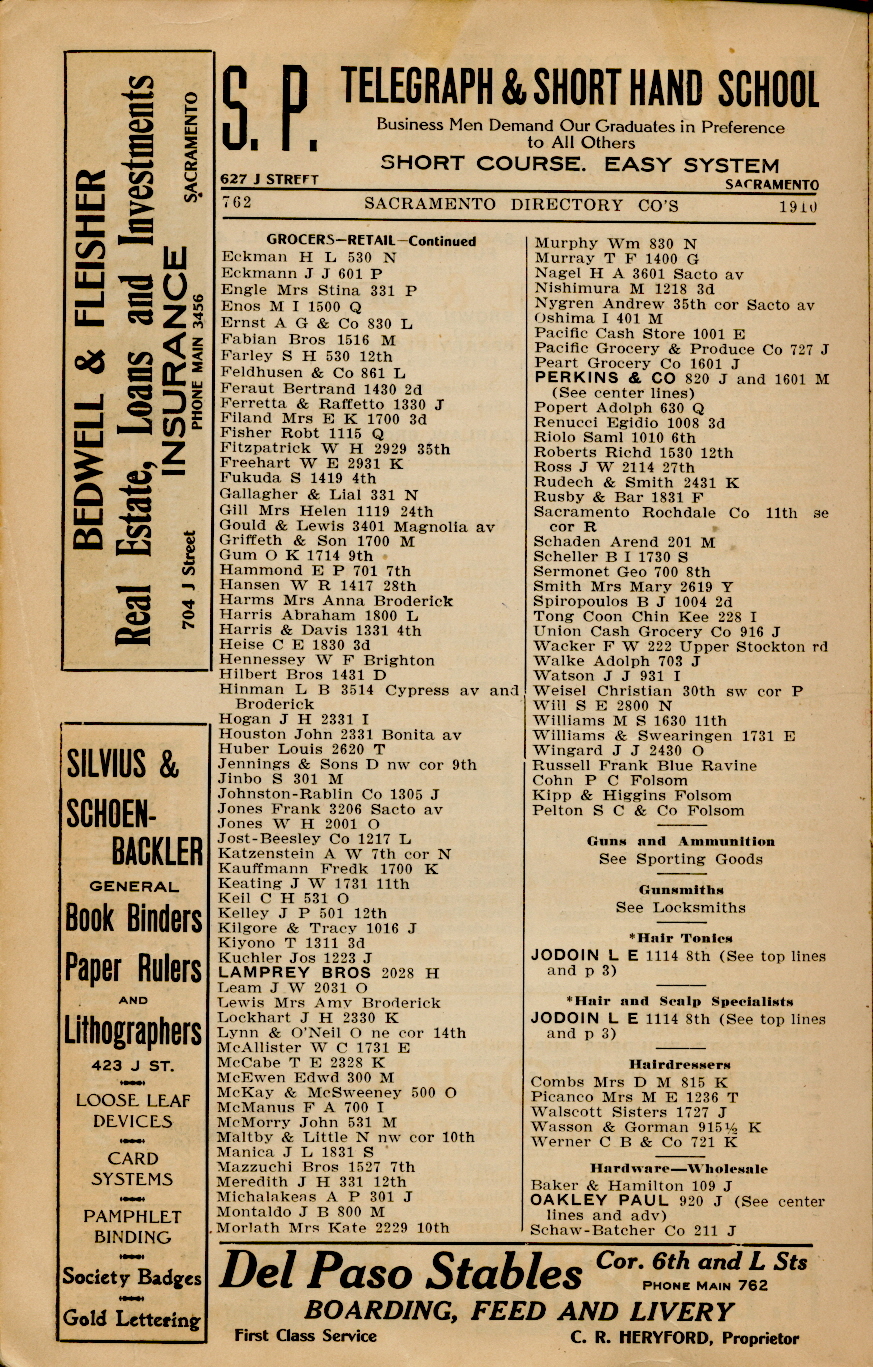 BEDWELL & FLEISHER
Real Estate, Loans and Investments
INSURANCE
704 J Street
PHONE MAIN 3456
SACRAMENTO
SILVIUS &
SCHOEN-
BACKLER
GENERAL
Book Binders
Paper Rulers
AND
Lithographers
423 J ST.
LOOSE LEAF
DEVICES
CARD
SYSTEMS
PAMPHLET
BINDING
Society Badges
Gold Lettering
S. P.
TELEGRAPH & SHORT HAND SCHOOL
Business Men Demand Our Graduates in Preference
to All Others
SHORT COURSE. EASY SYSTEM
627 J STREET
SACRAMENTO
762 SACRAMENTO DIRECTORY CO'S 1910
GROCERS—RETAIL—Continued
Eckman H L 530 N
Eckmann J J 601 P
Engle Mrs Stina 331 P
Enos M I 1500 Q
Ernst A G & Co 830 L
Fabian Bros 1516 M
Farley S H 530 12th
Feldhusen & Co 861 L
Feraut Bertrand 1430 2d
Ferretta & Raffetto 1330 J
Filand Mrs E K 1700 3d
Fisher Robt 1115 Q
Fitzpatrick W H 2929 35th
Freehart W E 2931 K
Fukuda S 1419 4th
Gallagher & Lial 331 N
Gill Mrs Helen 1119 24th
Gould & Lewis 3401 Magnolia av
Griffeth & Son 1700 M
Gum O K 1714 9th
Hammond E P 701 7th
Hansen W R 1417 28th
Harms Mrs Anna Broderick
Harris Abraham 1800 L
Harris & Davis 1331 4th
Heise C E 1830 3d
Hennessey W F Brighton
Hilbert Bros 1431 D
Hinman L B 3514 Cypress av and
Broderick
Hogan J H 2331 I
Houston John 2331 Bonita av
Huber Louis 2620 T
Jennings & Sons D nw cor 9th
Jinbo S 301 M
Johnston-Rablin Co 1305 J
Jones Frank 3206 Sacto av
Jones W H 2001 O
Jost-Beesley Co 1217 L
Katzenstein A W 7th cor N
Kauffmann Fredk 1700 K
Keating J W 1731 11th
Keil C H 531 O
Kelley J P 501 12th
Kilgore & Tracy 1016 J
Kiyono T 1311 3d
Kuchler Jos 1223 J
LAMPREY BROS 2028 H
Leam J W 2031 O
Lewis Mrs Amy Broderick
Lockhart J H 2330 K
Lynn & O'Neil O ne cor 14th
McAllister W C 1731 E
McCabe T E 2328 K
McEwen Edwd 300 M
McKay & McSweeney 500 O
McManus F A 700 I
McMorry John 531 M
Maltby & Little N nw cor 10th
Manica J L 1831 S
Mazzuchi Bros 1527 7th
Meredith J H 331 12th
Michalakeas A P 301 J
Montaldo J B 800 M
Morlath Mrs Kate 2229 10th
Murphy Wm 830 N
Murray T F 1400 G
Nagel H A 3601 Sacto av
Nishimura M 1218 3d
Nygren Andrew 35th cor Sacto av
Oshima I 401 M
Pacific Cash Store 1001 E
Pacific Grocery & Produce Co 727 J
Peart Grocery Co 1601 J
PERKINS & CO 820 J and 1601 M
(See center lines)
Popert Adolph 630 Q
Renucci Egidio 1008 3d
Riolo Saml 1010 6th
Roberts Richd 1530 12th
Ross J W 2114 27th
Rudech & Smith 2431 K
Rusby & Bar 1831 F
Sacramento Rochdale Co 11th se
cor R
Schaden Arend 201 M
Scheller B I 1730 S
Sermonet Geo 700 8th
Smith Mrs Mary 2619 Y
Spiropoulos B J 1004 2d
Tong Coon Chin Kee 228 I
Union Cash Grocery Co 916 J
Wacker F W 222 Upper Stockton rd
Walke Adolph 703 J
Watson J J 931 I
Weisel Christian 30th sw cor P
Will S E 2800 N
Williams M S 1630 11th
Williams & Swearingen 1731 E
Wingard J J 2430 O
Russell Frank Blue Ravine
Cohn P C Folsom
Kipp & Higgins Folsom
Pelton S C & Co Folsom
Guns and Ammunition
See Sporting Goods
Gunsmiths
See Locksmiths
*Hair Tonics
JODOIN L E 1114 8th (See top lines
and p 3)
*Hair and Scalp Specialists
JODOIN L E 1114 8th (See top lines
and p 3)
Hairdressers
Combs Mrs D M 815 K
Picanco Mrs M E 1236 T
Walscott Sisters 1727 J
Wasson & Gorman 915½ K
Werner C B & Co 721 K
Hardware—Wholesale
Baker & Hamilton 109 J
OAKLEY PAUL 920 J (See center
lines and adv)
Schaw-Batcher Co 211 J
Del Paso Stables
Cor. 6th and L Sts
PHONE MAIN 762
BOARDING, FEED AND LIVERY
First Class Service
C. R. HERYFORD, Proprietor